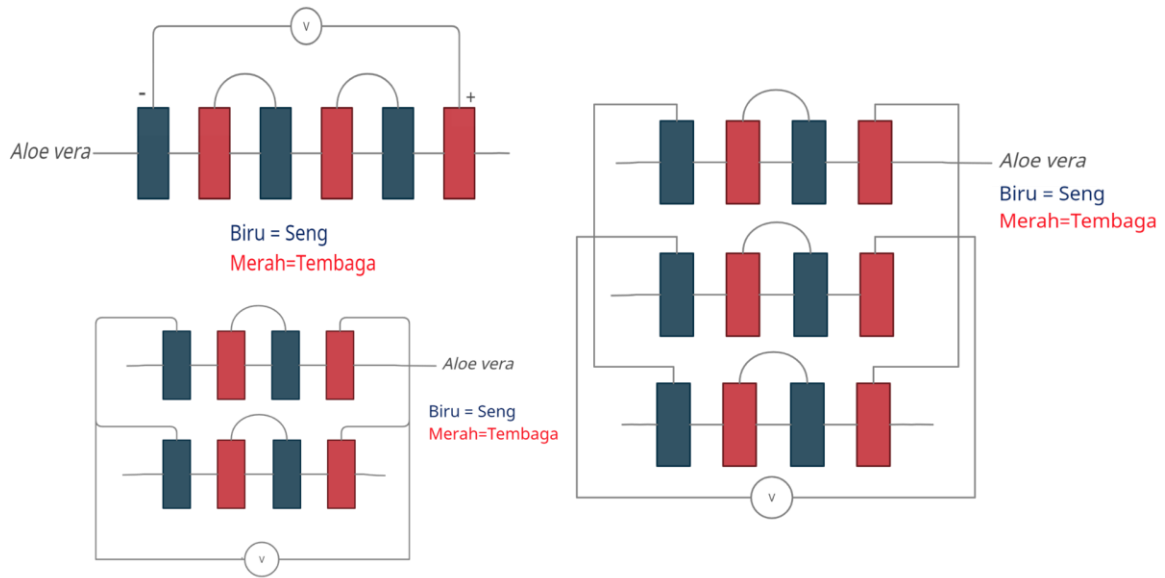 V
-
+
Aloe vera
Biru = Seng
Merah=Tembaga
Aloe vera
Biru = Seng
Merah=Tembaga
V
Aloe vera
Biru = Seng
Merah=Tembaga
V